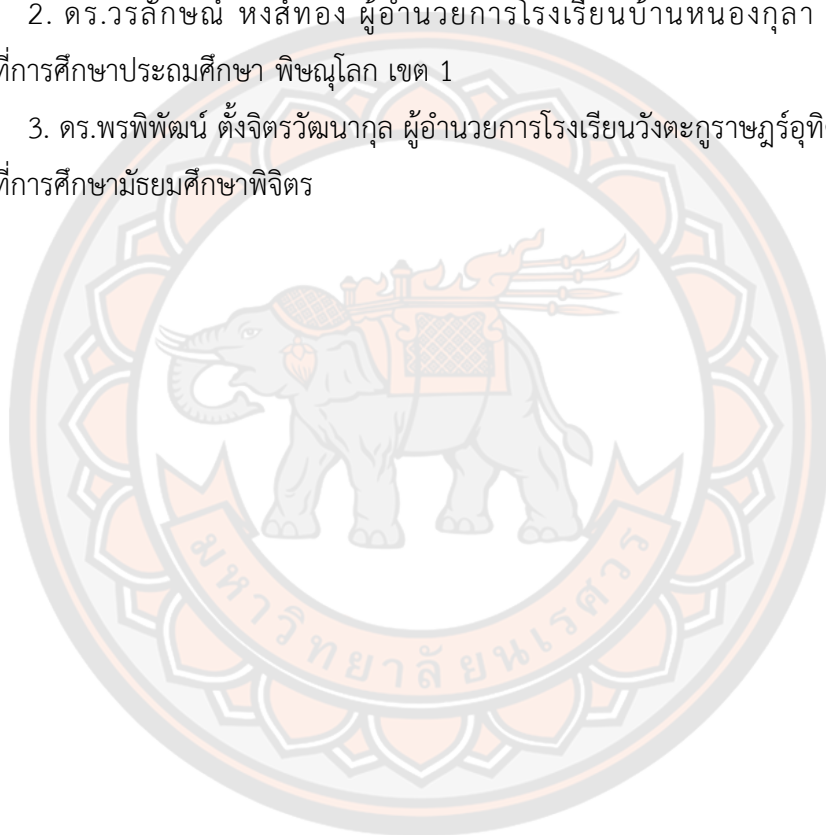 2. ดร.วรลักษณ์ หงส์ทอง ผู้อำนวยการโรงเรียนบ้านหนองกุลา
ที่การศึกษาประถมศึกษา พิษณุโลก เขต 1
3. ดร.พรพิพัฒน์ ตั้งจิตรวัฒนากุล ผู้อำนวยการโรงเรียนวังตะกูราษฎร์อุทิ
ที่การศึกษามัธยมศึกษาพิจิตร
มหาวิทยาลัยนเรศวร